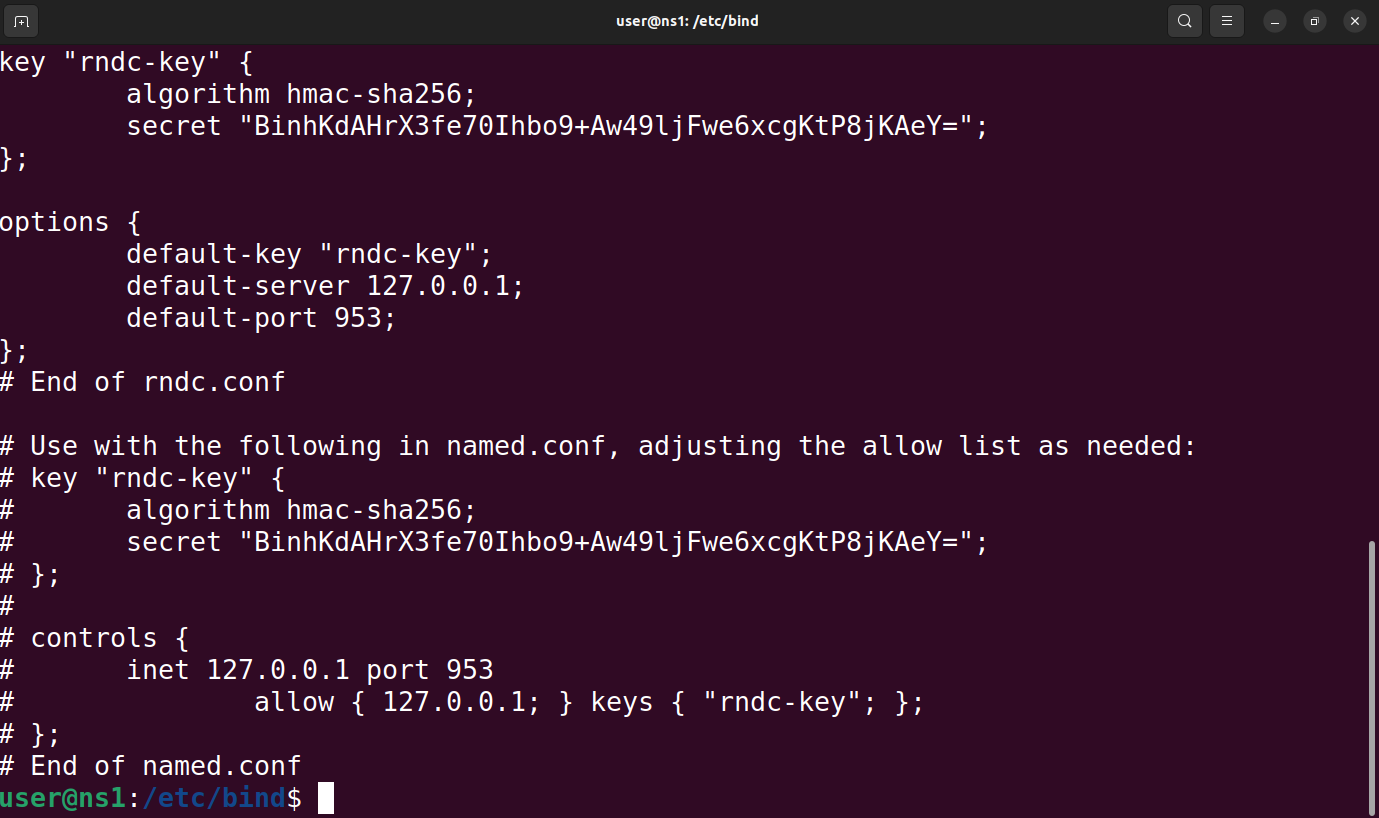 user@ns1: /etc/bind
key "rndc-key" {
algorithm hmac-sha256;
secret "BinhKdAHrX3fe70Ihbo9+Aw49ljFwe6xcgKtP8jKAeY=";
};
options {
default-key "rndc-key";
default-server 127.0.0.1;
default-port 953;
};
# End of rndc.conf
# Use with the following in named.conf, adjusting the allow list as needed:
# key "rndc-key" {
# algorithm hmac-sha256;
# secret "BinhKdAHrX3fe70Ihbo9+Aw49ljFwe6xcgKtP8jKAeY=";
# };
#
# controls {
# inet 127.0.0.1 port 953
# allow { 127.0.0.1; } keys { "rndc-key"; };
# };
# End of named.conf
user@ns1:/etc/bind$